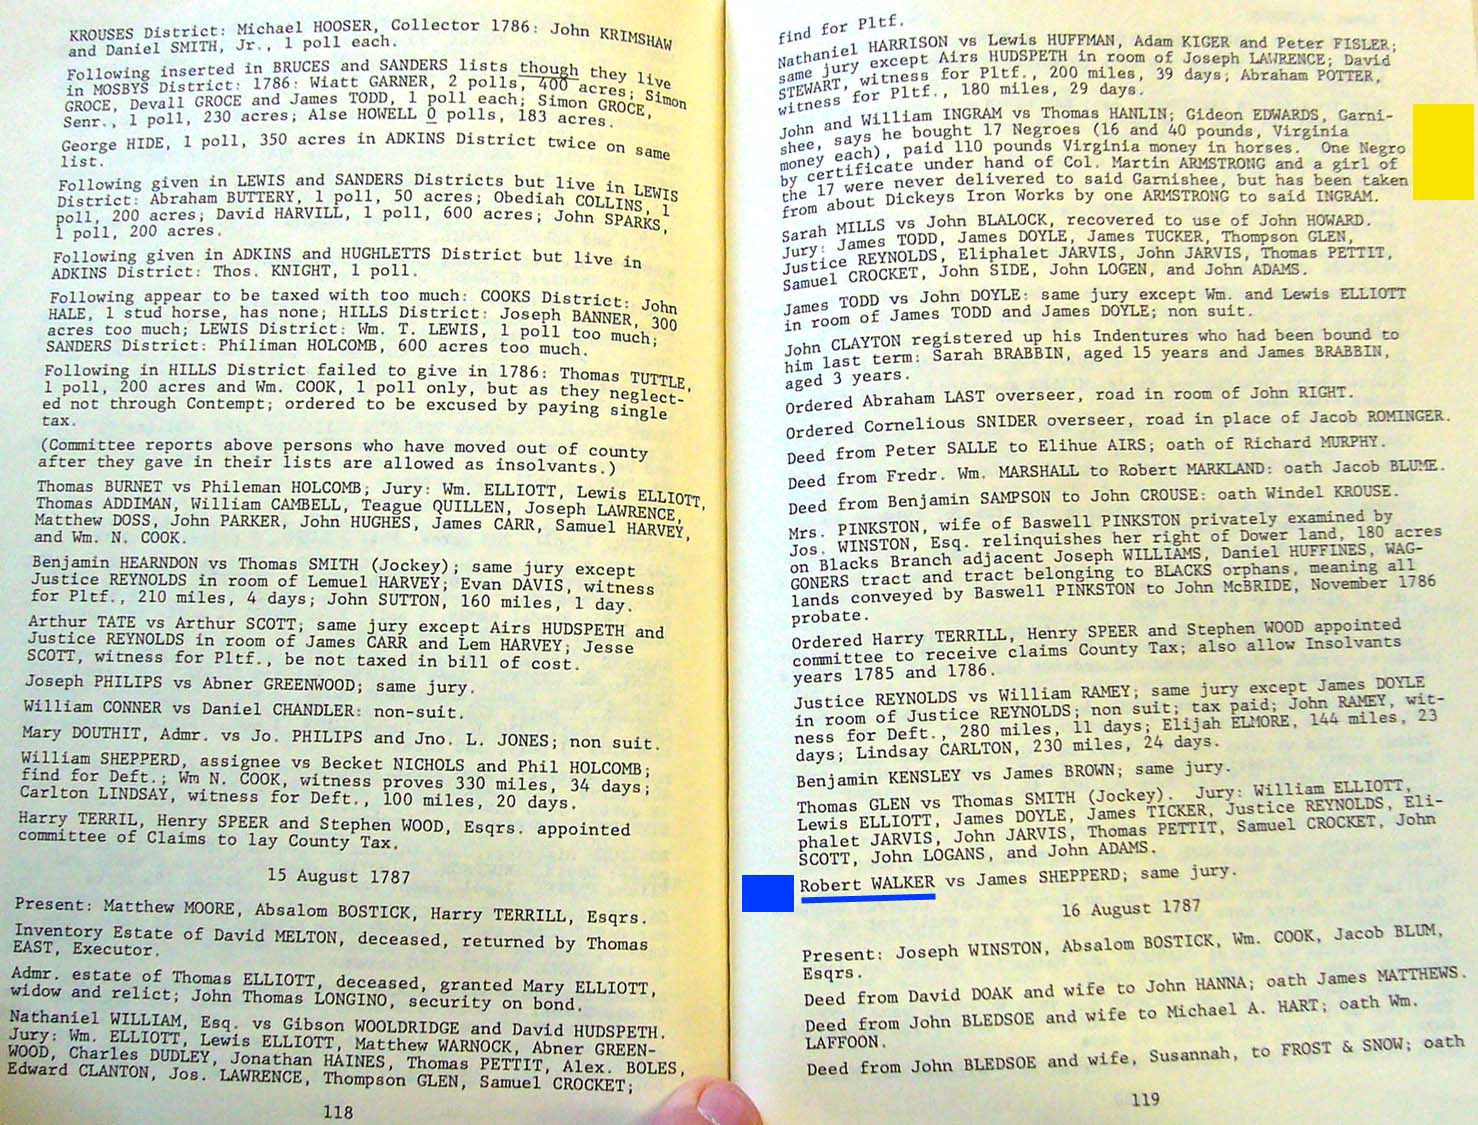 KROUSES District: Michael HOOSER, Collector 1786: John KRIMSHAW
and Daniel SMITH, Jr., 1 poll each.
Following inserted in BRUCES and SANDERS lists though they live
in MOSBYS District: 1786: Wiatt GARNER, 2 polls, 400 acres; Simon
GROCE, Devall GROCE and James TODD, 1 poll each; Simon GROCE,
Senr., 1 poll, 230 acres; Alse HOWELL 0 polls, 183 acres.
George HIDE, 1 poll, 350 acres in ADKINS District twice on same
list.
Following given in LEWIS and SANDERS Districts but live in LEWIS
District: Abraham BUTTERY, 1 poll, 50 acres; Obediah COLLINS, 1
poll, 200 acres; David HARVILL, 1 poll, 600 acres; John SPARKS,
1 poll, 200 acres.
Following given in ADKINS and HUGHLETTS District but live in
ADKINS District: Thos. KNIGHT, 1 poll.
Following appear to be taxed with too much: COOKS District: John
HALE, 1 stud horse, has none; HILLS District: Joseph BANNER, 300
acres too much; LEWIS District: Wm. T. LEWIS, 1 poll too much;
SANDERS District: Philiman HOLCOMB, 600 acres too much.
Following in HILLS District failed to give in 1786: Thomas TUTTLE,
1 poll, 200 acres and Wm. COOK, 1 poll only, but as they neglect-
ed not through Contempt; ordered to be excused by paying single
tax.
(Committee reports above persons who have moved out of county
after they gave in their lists are allowed as insolvants.)
Thomas BURNET vs Phileman HOLCOMB; Jury: Wm. ELLIOTT, Lewis ELLIOTT,
Thomas ADDIMAN, William CAMBELL, Teague QUILLEN, Joseph LAWRENCE,
Matthew DOSS, John PARKER, John HUGHES, James CARR, Samuel HARVEY,
and Wm. N. COOK.
Benjamin HEARNDON vs Thomas SMITH (Jockey); same jury except
Justice REYNOLDS in room of Lemuel HARVEY; Evan DAVIS, witness
for Pltf., 210 miles, 4 days; John SUTTON, 160 miles, 1 day.
Arthur TATE vs Arthur SCOTT; same jury except Airs HUDSPETH and
Justice REYNOLDS in room of James CARR and Lem HARVEY; Jesse
SCOTT, witness for Pltf., be not taxed in bill of cost.
Joseph PHILIPS vs Abner GREENWOOD; same jury.
William CONNER vs Daniel CHANDLER: non-suit.
Mary DOUTHIT, Admr. vs Jo. PHILIPS and Jno. L. JONES; non suit.
William SHEPPERD, assignee vs Becket NICHOLS and Phil HOLCOMB;
find for Deft.; Wm N. COOK, witness proves 330 miles, 34 days;
Carlton LINDSAY, witness for Deft., 100 miles, 20 days.
Harry TERRIL, Henry SPEER and Stephen WOOD, Esqrs. appointed
committee of Claims to lay County Tax.
15 August 1787
Present: Matthew MOORE, Absalom BOSTICK, Harry TERRILL, Esqrs.
Inventory Estate of David MELTON, deceased, returned by Thomas
EAST, Executor.
Admr. estate of Thomas ELLIOTT, deceased, granted Mary ELLIOTT,
widow and relict; John Thomas LONGINO, security on bond.
Nathaniel WILLIAM, Esq. vs Gibson WOOLDRIDGE and David HUDSPETH.
Jury: Wm. ELLIOTT, Lewis ELLIOTT, Matthew WARNOCK, Abner GREEN-
WOOD, Charles DUDLEY, Jonathan HAINES, Thomas PETTIT, Alex. BOLES,
Edward CLANTON, Jos. LAWRENCE, Thompson GLEN, Samuel CROCKET;
118
find for Pltf.
Nathaniel HARRISON vs Lewis HUFFMAN, Adam KIGER and Peter FISLER;
same jury except Airs HUDSPETH in room of Joseph LAWRENCE; David
STEWART, witness for Pltf., 200 miles, 39 days; Abraham POTTER,
witness for Pltf., 180 miles, 29 days.
John and William INGRAM vs Thomas HANLIN; Gideon EDWARDS, Garni-
shee, says he bought 17 Negroes (16 and 40 pounds, Virginia
money each), paid 110 pounds Virginia money in horses. One Negro
by certificate under hand of Col. Martin ARMSTRONG and a girl of
the 17 were never delivered to said Garnishee, but has been taken
from about Dickeys Iron Works by one ARMSTRONG to said INGRAM.
Sarah MILLS vs John BLALOCK, recovered to use of John HOWARD.
Jury: James TODD, James DOYLE, James TUCKER, Thompson GLEN,
Justice REYNOLDS, Eliphalet JARVIS, John JARVIS, Thomas PETTIT,
Samuel CROCKET, John SIDE, John LOGEN, and John ADAMS.
James TODD vs John DOYLE: same jury except Wm. and Lewis ELLIOTT
in room of James TODD and James DOYLE; non suit.
John CLAYTON registered up his Indentures who had been bound to
him last term: Sarah BRABBIN, aged 15 years and James BRABBIN,
aged 3 years.
Ordered Abraham LAST overseer, road in room of John RIGHT.
Ordered Cornelious SNIDER overseer, road in place of Jacob ROMINGER.
Deed from Peter SALLE to Elihue AIRS; oath of Richard MURPHY.
Deed from Fredr. Wm. MARSHALL to Robert MARKLAND: oath Jacob BLUME.
Deed from Benjamin SAMPSON to John CROUSE: oath Windel KROUSE.
Mrs. PINKSTON, wife of Baswell PINKSTON privately examined by
Jos. WINSTON, Esq. relinquishes her right of Dower land, 180 acres
on Blacks Branch adjacent Joseph WILLIAMS, Daniel HUFFINES, WAG-
GONERS tract and tract belonging to BLACKS orphans, meaning all
lands conveyed by Baswell PINKSTON to John McBRIDE, November 1786
probate.
Ordered Harry TERRILL, Henry SPEER and Stephen WOOD appointed
committee to receive claims County Tax; also allow Insolvants
years 1785 and 1786.
Justice REYNOLDS vs William RAMEY; same jury except James DOYLE
in room of Justice REYNOLDS; non suit; tax paid; John RAMEY, wit-
ness for Deft., 280 miles, 11 days; Elijah ELMORE, 144 miles, 23
days; Lindsay CARLTON, 230 miles, 24 days.
Benjamin KENSLEY vs James BROWN; same jury.
Thomas GLEN vs Thomas SMITH (Jockey). Jury: William ELLIOTT,
Lewis ELLIOTT, James DOYLE, James TICKER, Justice REYNOLDS, Eli-
phalet JARVIS, John JARVIS, Thomas PETTIT, Samuel CROCKET, John
SCOTT, John LOGANS, and John ADAMS.
Robert WALKER vs James SHEPPERD; same jury.
16 August 1787
Present: Joseph WINSTON, Absalom BOSTICK, Wm. COOK, Jacob BLUM,
Esqrs.
Deed from David DOAK and wife to John HANNA; oath James MATTHEWS.
Deed from John BLEDSOE and wife to Michael A. HART; oath Wm.
LAFFOON.
Deed from John BLEDSOE and wife, Susannah, to FROST & SNOW; oath
119